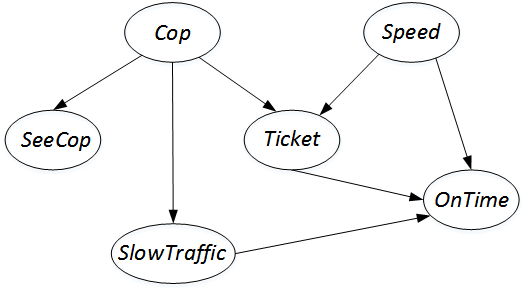 Cop
Speed
SeeCop
Ticket
OnTime
SlowTraffic